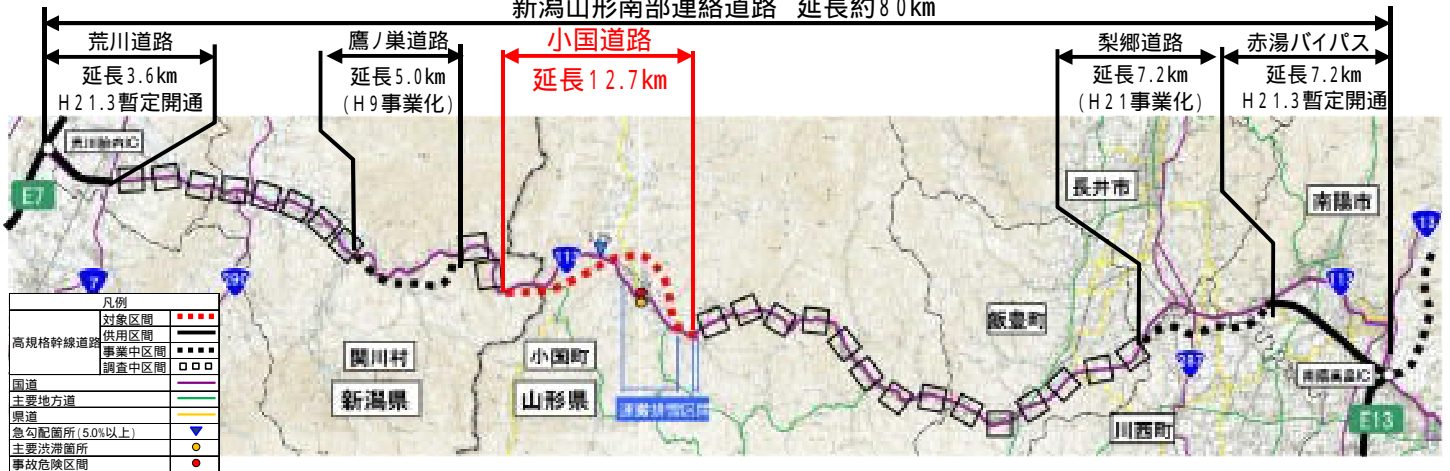 新潟山形南部連絡道路 延長約80km
荒川道路
延長3.6km
H21.3暫定開通
鷹ノ巣道路
延長5.0km
(H9事業化)
小国道路
延長12.7km
梨郷道路
延長7.2km
(H21事業化)
赤湯バイパス
延長7.2km
H21.3暫定開通
E7
7
113
13
長井市
南陽市
飯豊町
関川村
新潟県
小国町
山形県
川西町
南陽高畠IC
E13
凡例
高規格幹線道路
対象区間
供用区間
事業中区間
調査中区間
国道
主要地方道
県道
急勾配箇所(5.0%以上)
主要渋滞箇所
事故危険区間